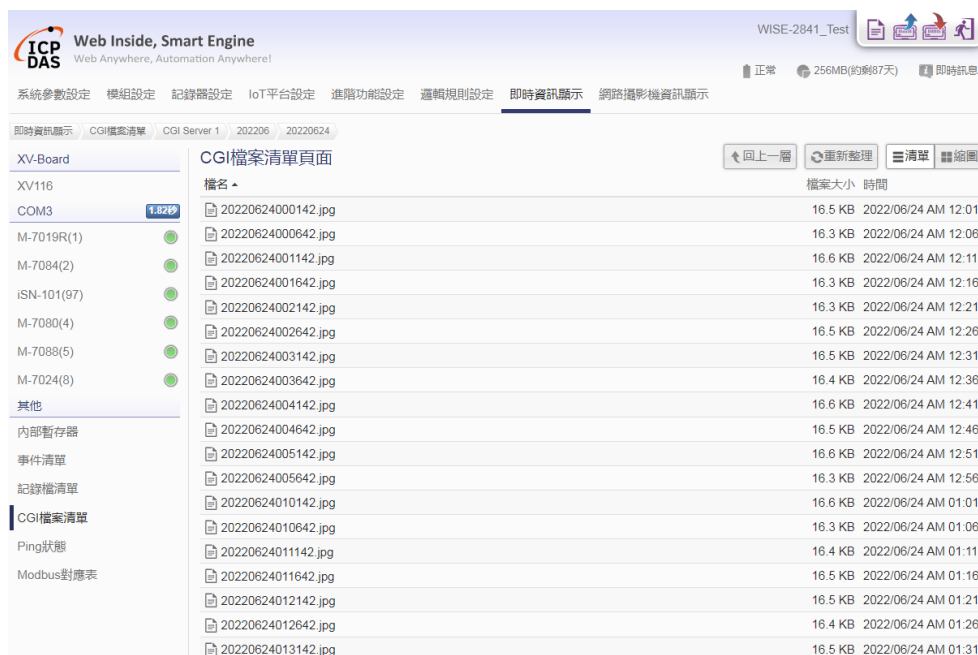 ICP DAS
Web Inside, Smart Engine
Web Anywhere, Automation Anywhere!
WISE-2841_Test
正常 256MB(約剩87天) 即時訊息
系統參數設定 模組設定 記錄器設定 IoT平台設定 進階功能設定 邏輯規則設定 即時資訊顯示 網路攝影機資訊顯示
即時資訊顯示 CGI檔案清單 CGI Server 1 202206 20220624
XV-Board
XV116
COM3 1.82秒
M-7019R(1)
M-7084(2)
iSN-101(97)
M-7080(4)
M-7088(5)
M-7024(8)
其他
內部暫存器
事件清單
記錄檔清單
CGI檔案清單
Ping狀態
Modbus對應表
CGI檔案清單頁面
回上一層 重新整理 清單 縮圖
檔名 檔案大小 時間
20220624000142.jpg 16.5 KB 2022/06/24 AM 12:01
20220624000642.jpg 16.3 KB 2022/06/24 AM 12:06
20220624001142.jpg 16.6 KB 2022/06/24 AM 12:11
20220624001642.jpg 16.3 KB 2022/06/24 AM 12:16
20220624002142.jpg 16.3 KB 2022/06/24 AM 12:21
20220624002642.jpg 16.5 KB 2022/06/24 AM 12:26
20220624003142.jpg 16.5 KB 2022/06/24 AM 12:31
20220624003642.jpg 16.4 KB 2022/06/24 AM 12:36
20220624004142.jpg 16.6 KB 2022/06/24 AM 12:41
20220624004642.jpg 16.5 KB 2022/06/24 AM 12:46
20220624005142.jpg 16.6 KB 2022/06/24 AM 12:51
20220624005642.jpg 16.3 KB 2022/06/24 AM 12:56
20220624010142.jpg 16.6 KB 2022/06/24 AM 01:01
20220624010642.jpg 16.3 KB 2022/06/24 AM 01:06
20220624011142.jpg 16.4 KB 2022/06/24 AM 01:11
20220624011642.jpg 16.5 KB 2022/06/24 AM 01:16
20220624012142.jpg 16.5 KB 2022/06/24 AM 01:21
20220624012642.jpg 16.4 KB 2022/06/24 AM 01:26
20220624013142.jpg 16.5 KB 2022/06/24 AM 01:31